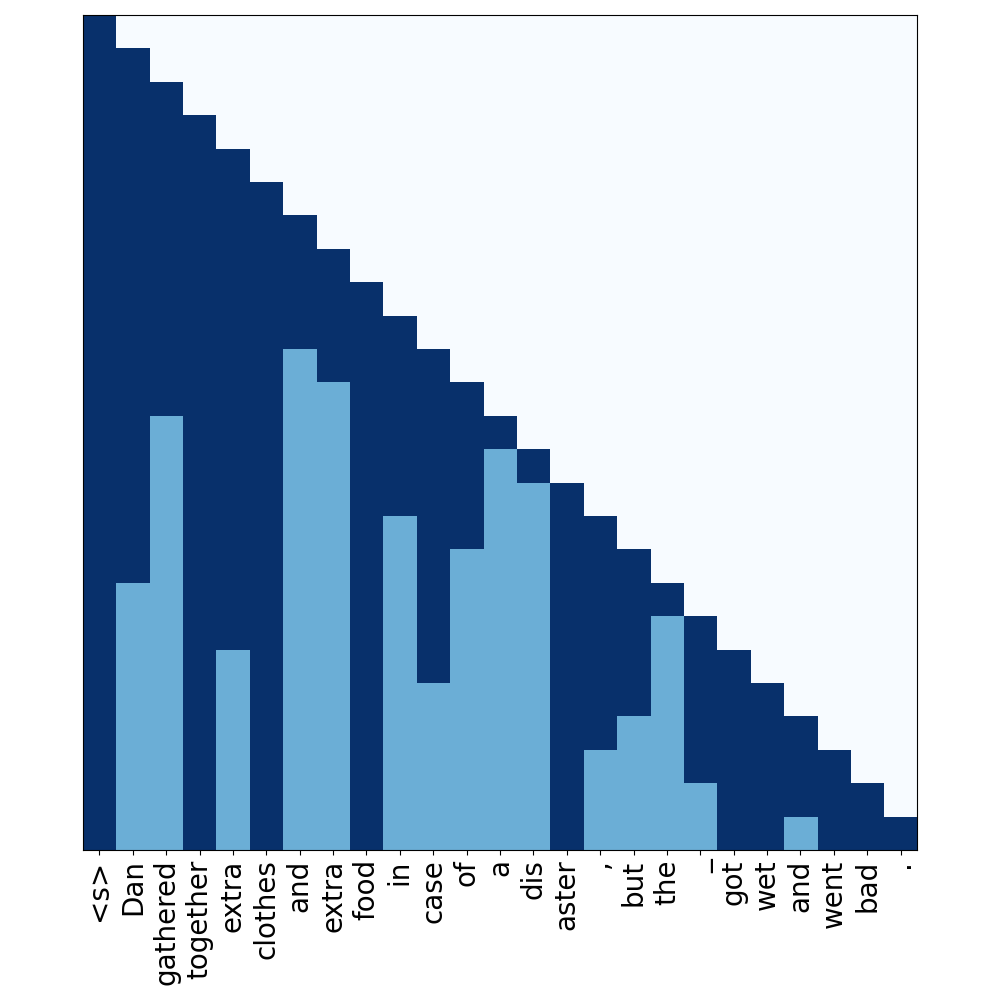 <s>
Dan
gathered
together
extra
clothes
and
extra
food
in
case
of
a
dis
aster
,
but
the
_
got
wet
and
went
bad
.